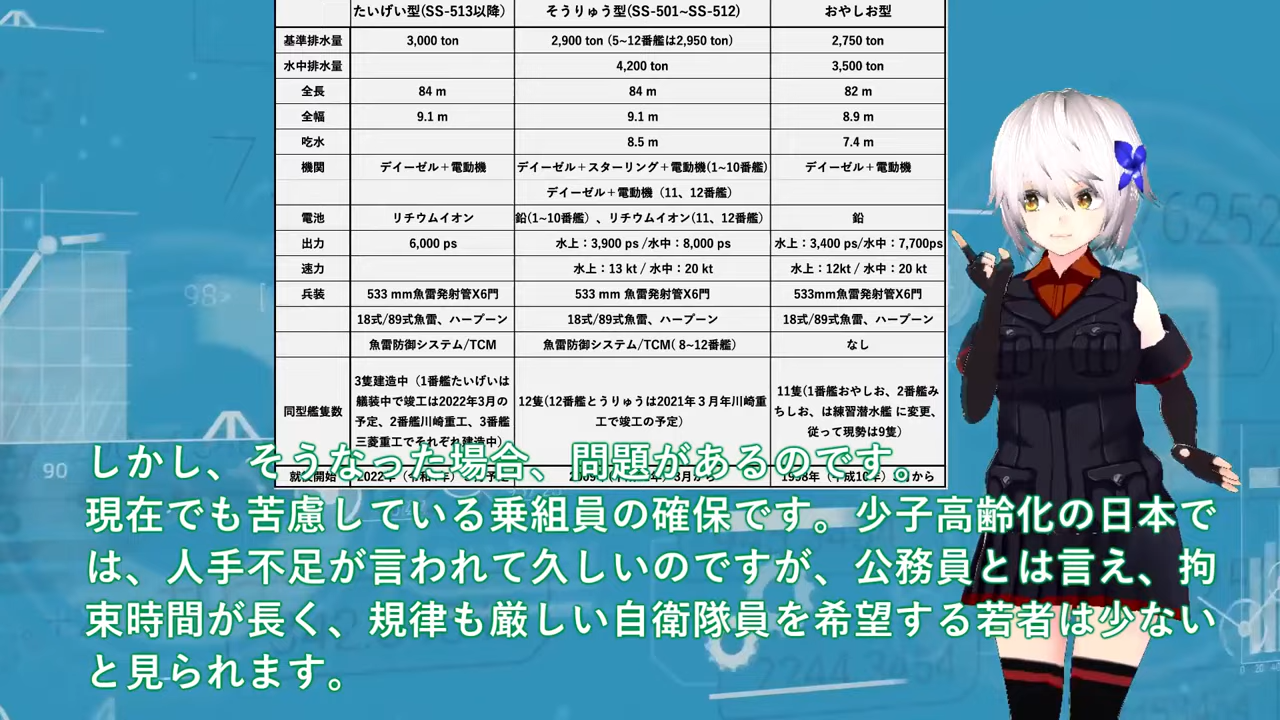 たいげい型(SS-513以降) そうりゅう型(SS-501~SS-512) おやしお型
基準排水量 3,000 ton 2,900 ton (5~12番艦は2,950 ton) 2,750 ton
水中排水量 4,200 ton 3,500 ton
全長 84 m 84 m 82 m
全幅 9.1 m 9.1 m 8.9 m
吃水 8.5 m 7.4 m
機関 デイーゼル＋電動機 デイーゼル＋スターリング＋電動機(1~10番艦) デイーゼル＋電動機
デイーゼル＋電動機（11、12番艦）
電池 リチウムイオン 鉛(1~10番艦）、リチウムイオン(11、12番艦) 鉛
出力 6,000 ps 水上：3,900 ps /水中：8,000 ps 水上：3,400 ps/水中：7,700ps
速力 水上：13 kt / 水中：20 kt 水上：12kt / 水中：20 kt
兵装 533 mm魚雷発射管X6門 533 mm 魚雷発射管X6門 533mm魚雷発射管X6門
18式/89式魚雷、ハープーン 18式/89式魚雷、ハープーン 18式/89式魚雷、ハープーン
魚雷防御システム/TCM 魚雷防御システム/TCM( 8~12番艦) なし
同型艦隻数
3隻建造中（1番艦たいげいは
艤装中で竣工は2022年3月の
予定、2番艦川崎重工、3番艦
三菱重工でそれぞれ建造中）
12隻(12番艦とうりゅうは2021年３月年川崎重
工で竣工の予定)
11隻(1番艦おやしお、2番艦み
ちしお、は練習潜水艦 に変更、
従って現勢は9隻)
しかし、そうなった場合、問題があるのです。
現在でも苦慮している乗組員の確保です。少子高齢化の日本で
は、人手不足が言われて久しいのですが、公務員とは言え、拘
束時間が長く、規律も厳しい自衛隊員を希望する若者は少ない
と見られます。
90
6252
98>
7